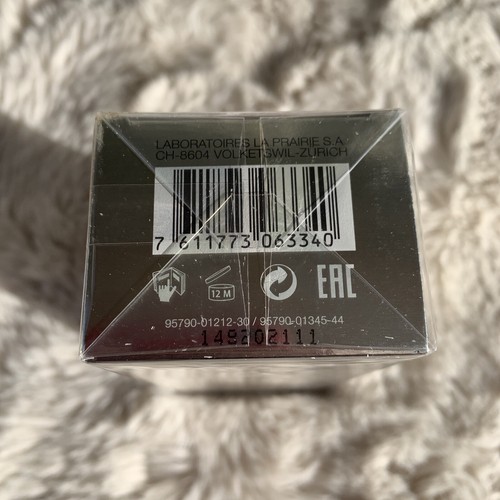 LABORATOIRES LA PRAIRIE S.A.
CH-8604 VOLKETSWIL-ZURICH
7 611773 063340
12 M
EAC
95790-01212-30 / 95790-01345-44
149202111